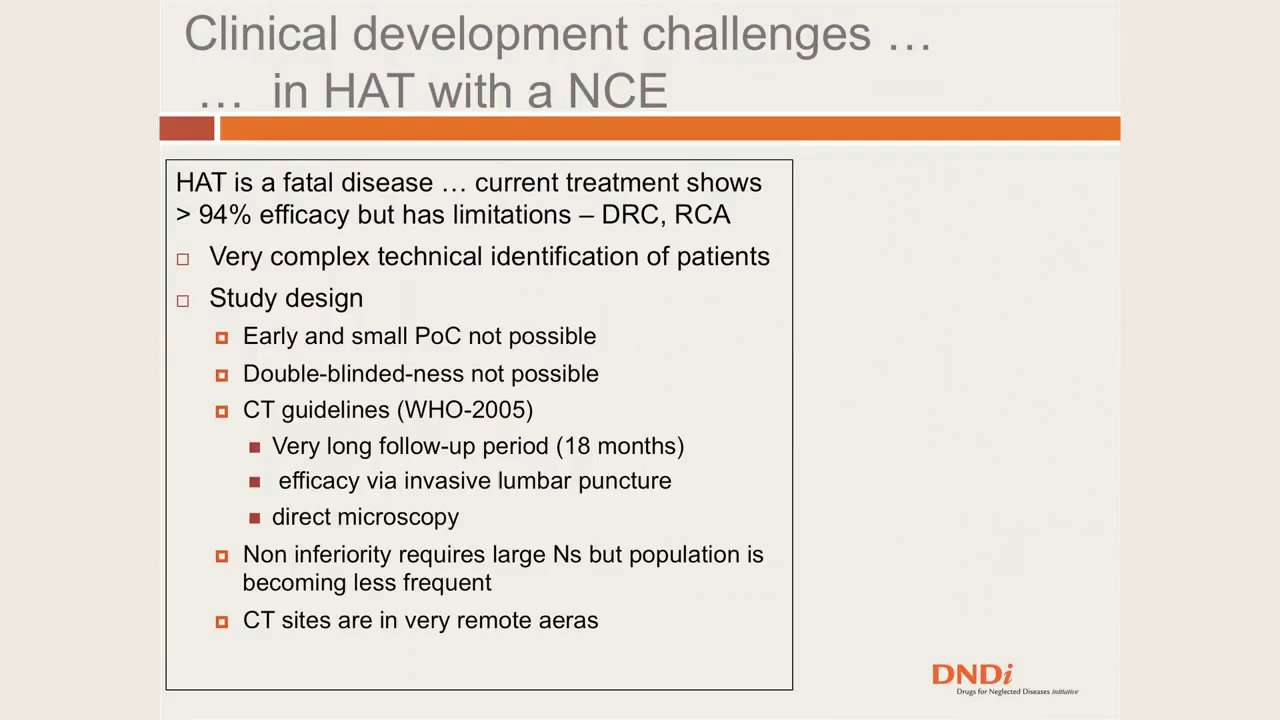 Clinical development challenges …
… in HAT with a NCE
HAT is a fatal disease … current treatment shows
> 94% efficacy but has limitations – DRC, RCA
Very complex technical identification of patients
Study design
Early and small PoC not possible
Double-blinded-ness not possible
CT guidelines (WHO-2005)
Very long follow-up period (18 months)
efficacy via invasive lumbar puncture
direct microscopy
Non inferiority requires large Ns but population is
becoming less frequent
CT sites are in very remote aeras
DNDi
Drugs for Neglected Diseases initiative